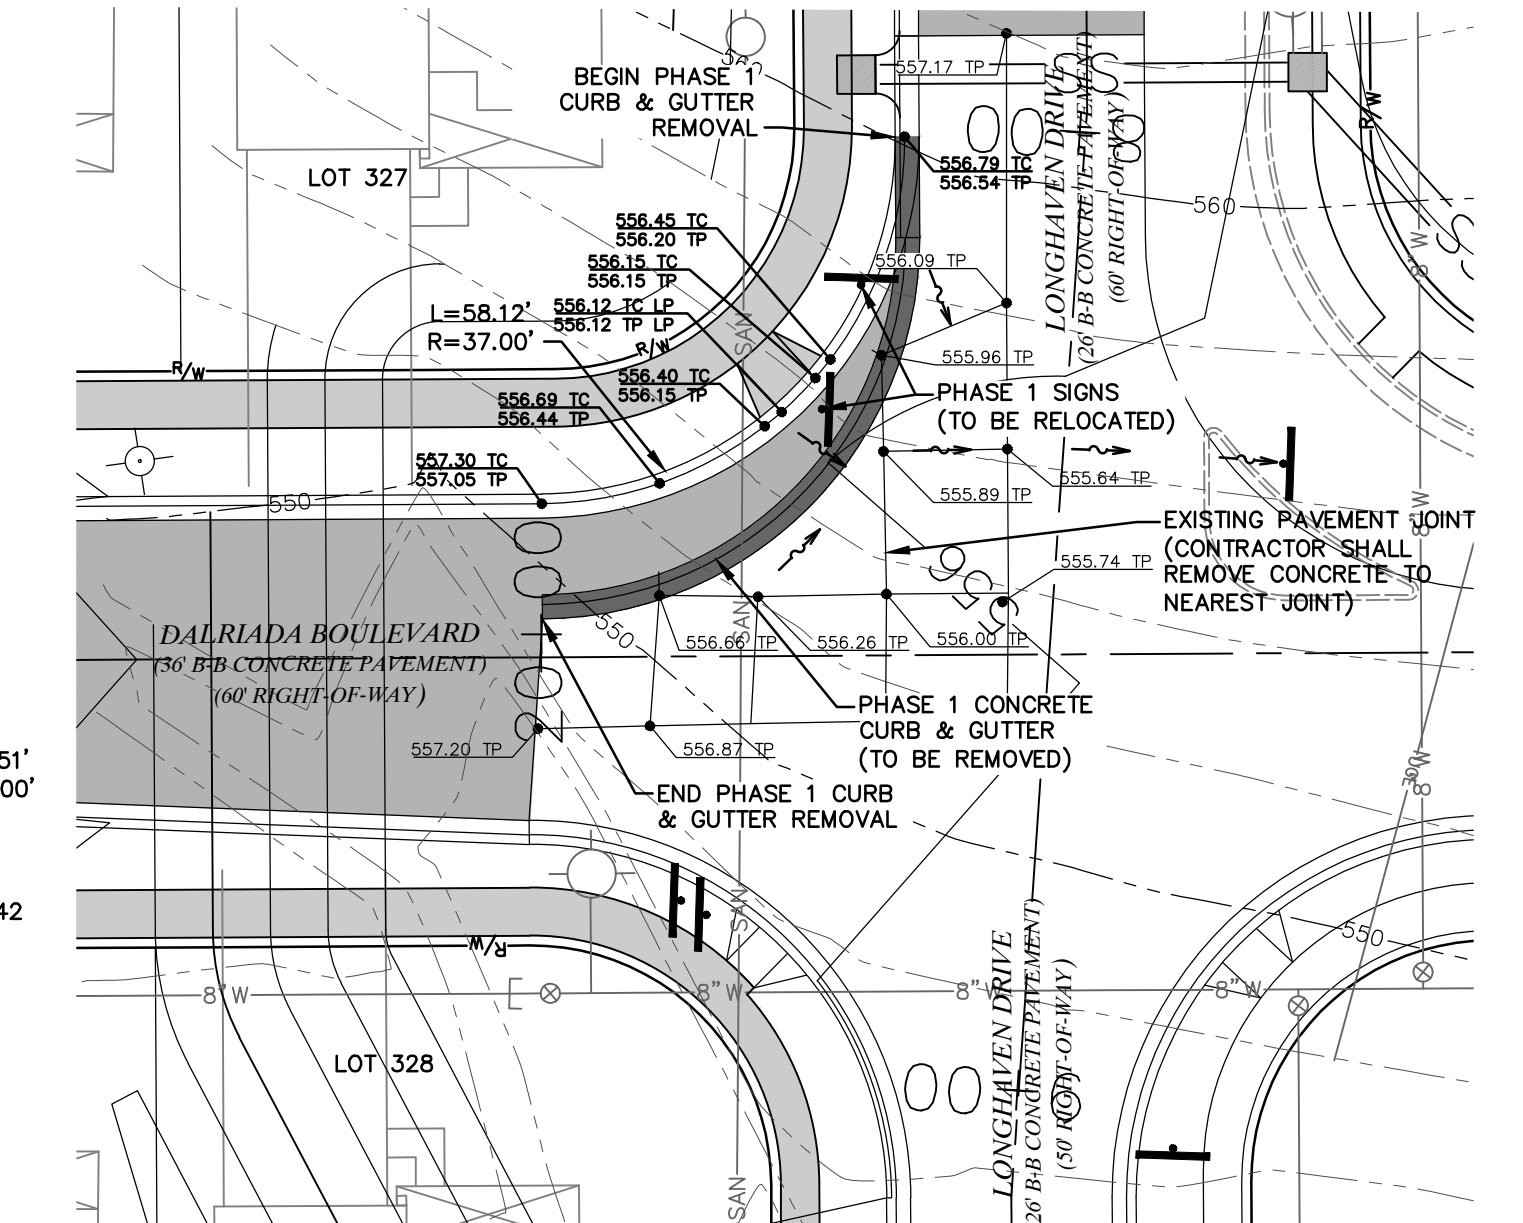 BEGIN PHASE 1
CURB & GUTTER
REMOVAL
557.17 TP
LONGHAVEN DRIVE
(26' B-B CONCRETE PAVEMENT)
(60' RIGHT-OF-WAY)
R/W
LOT 327
556.79 TC
556.54 TP
560
8" W
556.45 TC
556.20 TP
556.15 TC
556.15 TP
556.09 TP
L=58.12'
R=37.00'
556.12 TC LP
556.12 TP LP
SAN
R/W
R/W
555.96 TP
556.40 TC
556.15 TP
556.69 TC
556.44 TP
PHASE 1 SIGNS
(TO BE RELOCATED)
557.30 TC
557.05 TP
550
555.64 TP
555.89 TP
8" W
EXISTING PAVEMENT JOINT
(CONTRACTOR SHALL
REMOVE CONCRETE TO
NEAREST JOINT)
555.74 TP
DALRIADA BOULEVARD
(36' B-B CONCRETE PAVEMENT)
(60' RIGHT-OF-WAY)
550
SAN
556.66 TP
556.26 TP
556.00 TP
557.20 TP
556.87 TP
PHASE 1 CONCRETE
CURB & GUTTER
(TO BE REMOVED)
51'
00'
8" W
END PHASE 1 CURB
& GUTTER REMOVAL
42
SAN
R/W
550
8" W
8" W
8" W
8" W
LOT 328
LONGHAVEN DRIVE
(26' B-B CONCRETE PAVEMENT)
(50' RIGHT-OF-WAY)
SAN